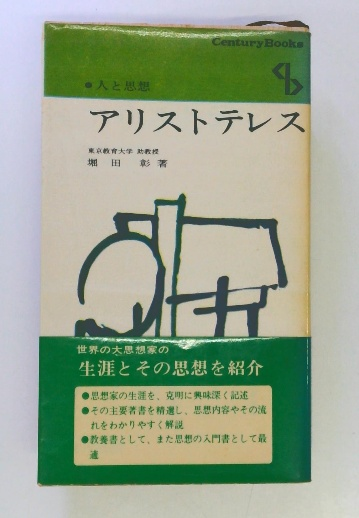 Century Books
●人と思想
アリストテレス
東京教育大学 助教授
堀田 彰 著
世界の大思想家の
生涯とその思想を紹介
●思想家の生涯を、克明に興味深く記述
●その主要著書を精選し、思想内容やその流
れをわかりやすく解説
●教養書として、また思想の入門書として最
適